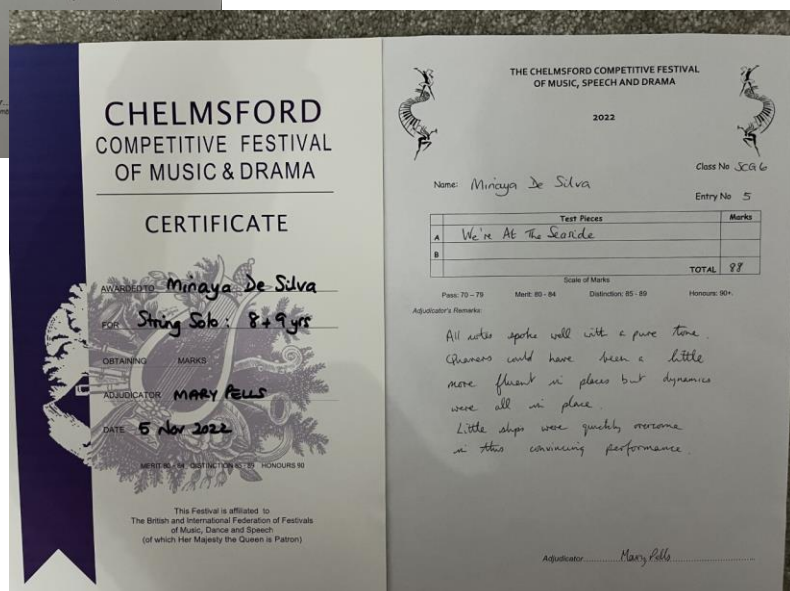 CHELMSFORD
COMPETITIVE FESTIVAL
OF MUSIC & DRAMA
CERTIFICATE
AWARDED TO Minaya De Silva
FOR String Solo: 8+9 yrs
OBTAINING MARKS
ADJUDICATOR MARY PELLS
DATE 5 Nov 2022
MERIT 80 - 84 DISTINCTION 85 - 89 HONOURS 90
This Festival is affiliated to
The British and International Federation of Festivals
of Music, Dance and Speech
(of which Her Majesty the Queen is Patron)
THE CHELMSFORD COMPETITIVE FESTIVAL
OF MUSIC, SPEECH AND DRAMA
2022
Class No SCG6
Name: Minaya De Silva
Entry No 5
Test Pieces Marks
A We're At The Seaside
B
TOTAL 88
Scale of Marks
Pass: 70 – 79 Merit: 80 - 84 Distinction: 85 - 89 Honours: 90+.
Adjudicator's Remarks:
All notes spoke well with a pure tone.
Quavers could have been a little
more fluent in places but dynamics
were all in place.
Little slips were quickly overcome
in this convincing performance.
Adjudicator Mary Pells